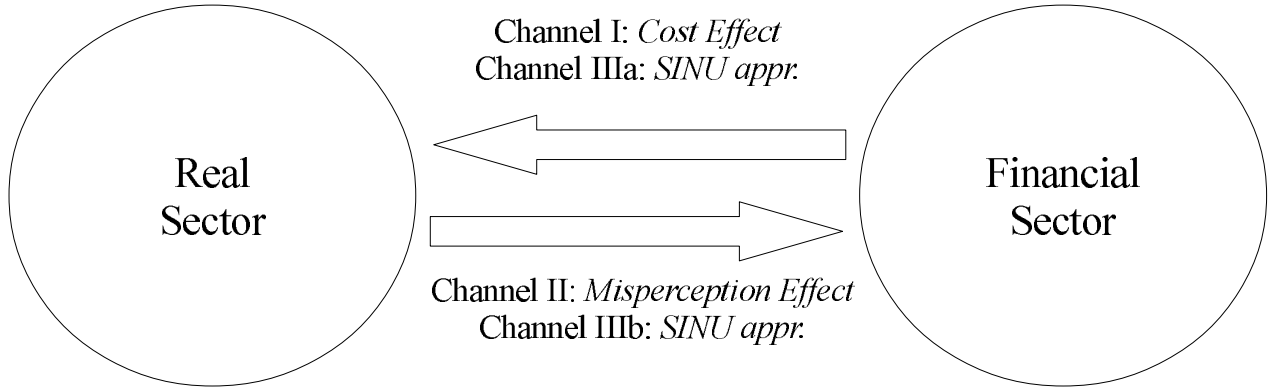 Channel I: Cost Effect
Channel IIIa: SINU appr.
Real
Sector
Financial
Sector
Channel II: Misperception Effect
Channel IIIb: SINU appr.